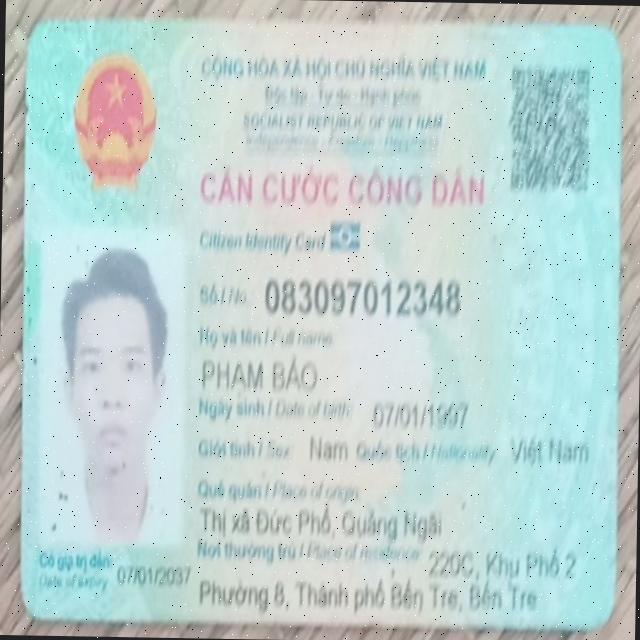 CỘNG HÒA XÃ HỘI CHỦ NGHĨA VIỆT NAM
Độc lập - Tự do - Hạnh phúc
SOCIALIST REPUBLIC OF VIET NAM
Independence - Freedom - Happiness
CĂN CƯỚC CÔNG DÂN
Citizen Identity Card
Số / No.: 083097012348
Họ và tên / Full name:
PHẠM BẢO
Ngày sinh / Date of birth: 07/01/1997
Giới tính / Sex: Nam Quốc tịch / Nationality: Việt Nam
Quê quán / Place of origin:
Thị xã Đức Phổ, Quảng Ngãi
Nơi thường trú / Place of residence: 220C, Khu Phố 2
Phường 8, Thành phố Bến Tre, Bến Tre
Có giá trị đến: 07/01/2037
Date of expiry